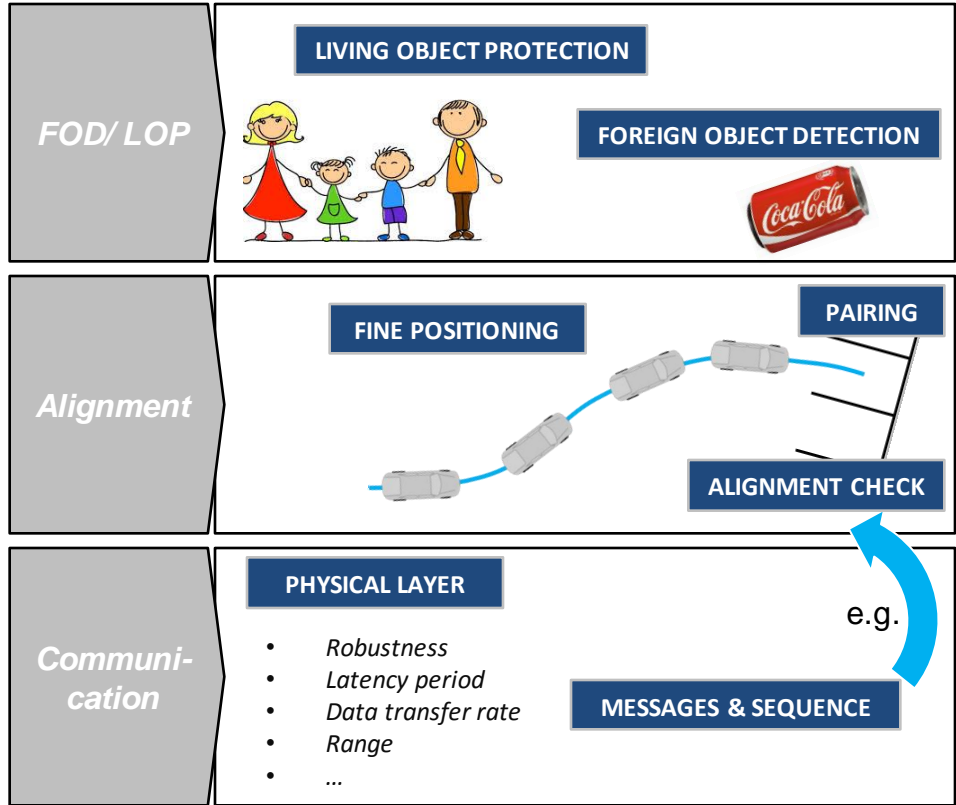 FOD/ LOP
LIVING OBJECT PROTECTION
FOREIGN OBJECT DETECTION
Coca-Cola
Alignment
FINE POSITIONING
PAIRING
ALIGNMENT CHECK
Communi-
cation
PHYSICAL LAYER
• Robustness
• Latency period
• Data transfer rate
• Range
• ...
e.g.
MESSAGES & SEQUENCE